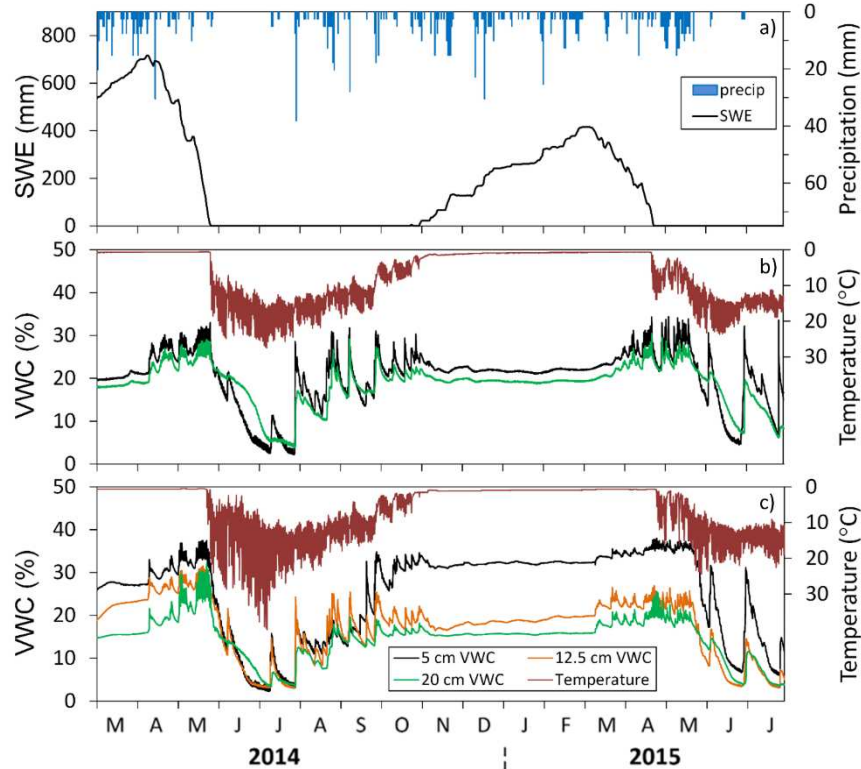 a)
800
600
400
200
0
SWE (mm)
0
20
40
60
Precipitation (mm)
precip
SWE
b)
50
40
30
20
10
0
VWC (%)
0
10
20
30
Temperature (°C)
c)
50
40
30
20
10
0
VWC (%)
0
10
20
30
Temperature (°C)
5 cm VWC 12.5 cm VWC
20 cm VWC Temperature
M A M J J A S O N D J F M A M J J
2014 2015